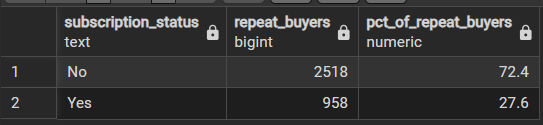 subscription_status repeat_buyers pct_of_repeat_buyers
text bigint numeric
1 No 2518 72.4
2 Yes 958 27.6